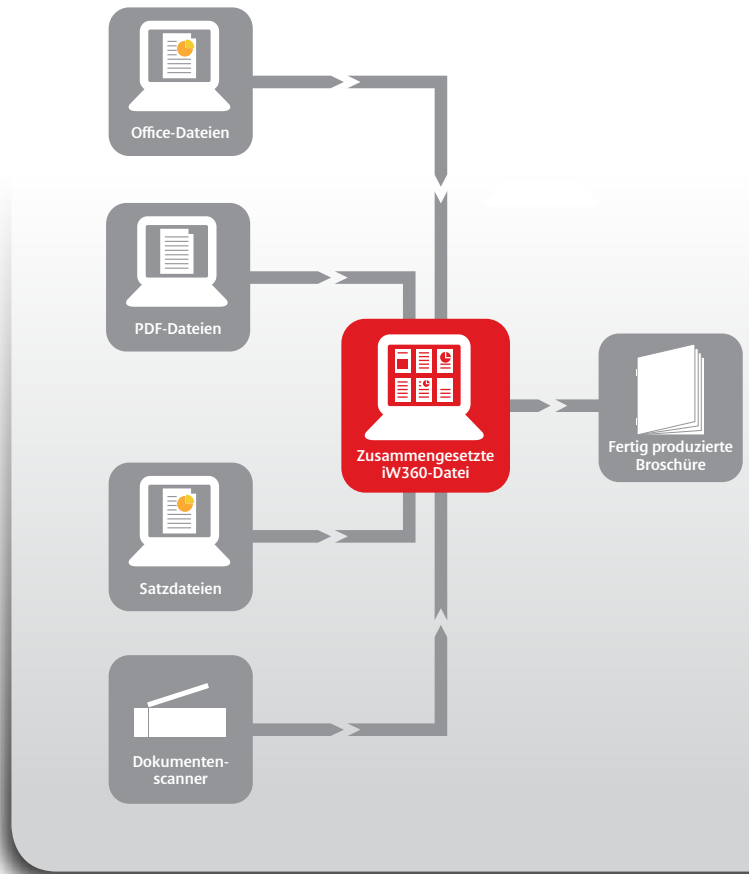 Office-Dateien
PDF-Dateien
Zusammengesetzte
iW360-Datei
Fertig produzierte
Broschüre
Satzdateien
Dokumenten-
scanner